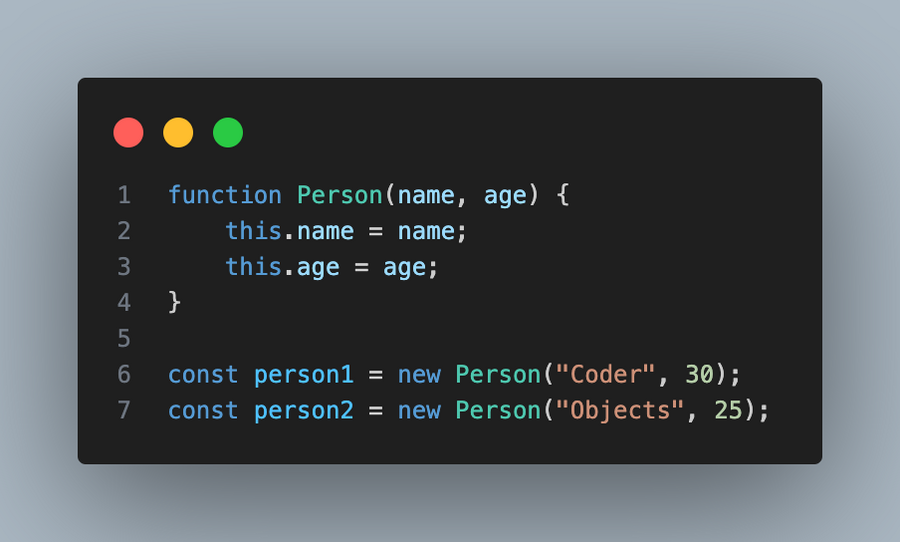 1 function Person(name, age) {
2     this.name = name;
3     this.age = age;
4 }
5
6 const person1 = new Person("Coder", 30);
7 const person2 = new Person("Objects", 25);